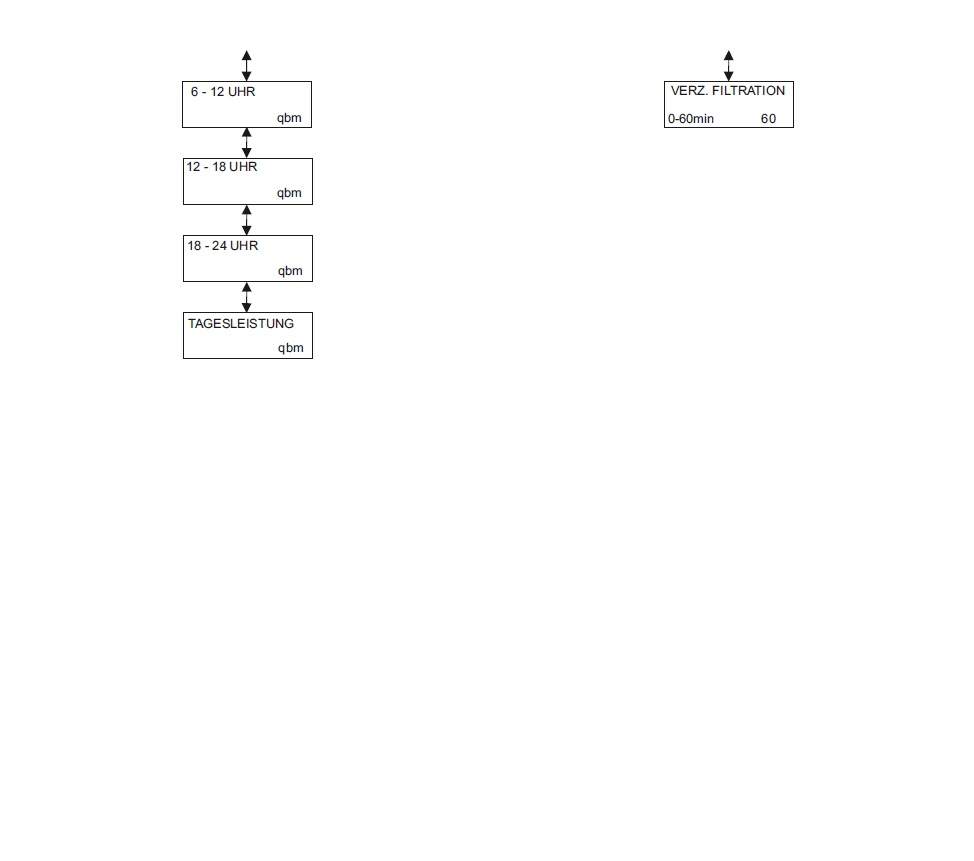 6 - 12 UHR
qbm
12 - 18 UHR
qbm
18 - 24 UHR
qbm
TAGESLEISTUNG
qbm
VERZ. FILTRATION
0-60min 60